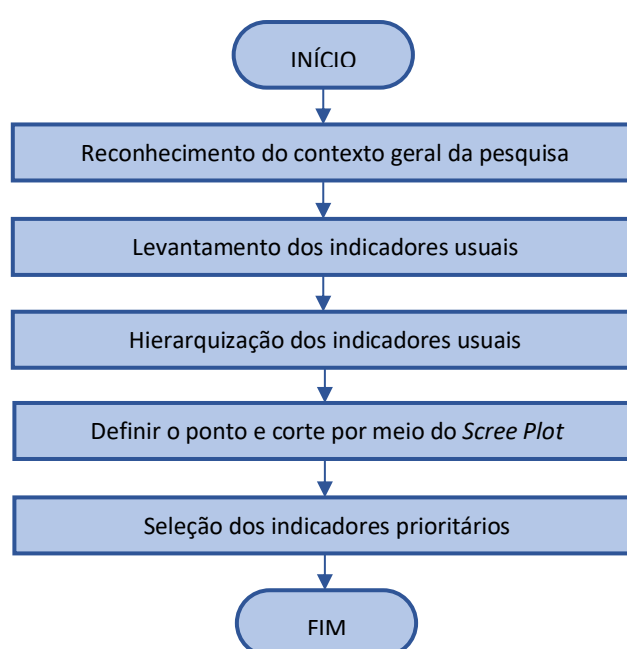 INÍCIO
Reconhecimento do contexto geral da pesquisa
Levantamento dos indicadores usuais
Hierarquização dos indicadores usuais
Definir o ponto e corte por meio do Scree Plot
Seleção dos indicadores prioritários
FIM